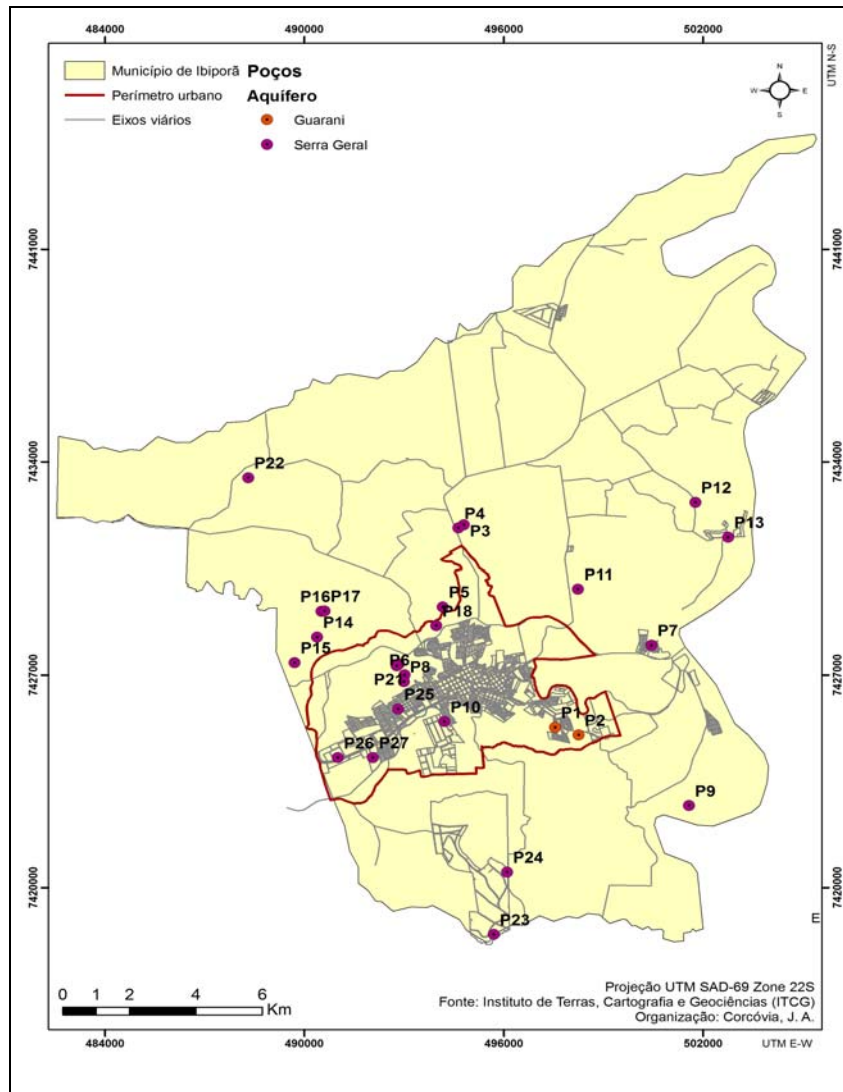 484000 490000 496000 502000
UTM N-S
Município de Ibiporã
Perímetro urbano
Eixos viários
Poços
Aquífero
Guarani
Serra Geral
N
W E
S
7441000 7441000
7434000 7434000
P22
P12
P4
P3
P13
P11
P16 P17
P5
P14
P18
P15
P7
7427000 7427000
P6
P8
P21
P25
P10
P1
P2
P26
P27
P9
P24
7420000 7420000
P23
E
0 1 2 4 6
Km
Projeção UTM SAD-69 Zone 22S
Fonte: Instituto de Terras, Cartografia e Geociências (ITCG)
Organização: Corcóvia, J. A.
484000 490000 496000 502000
UTM E-W